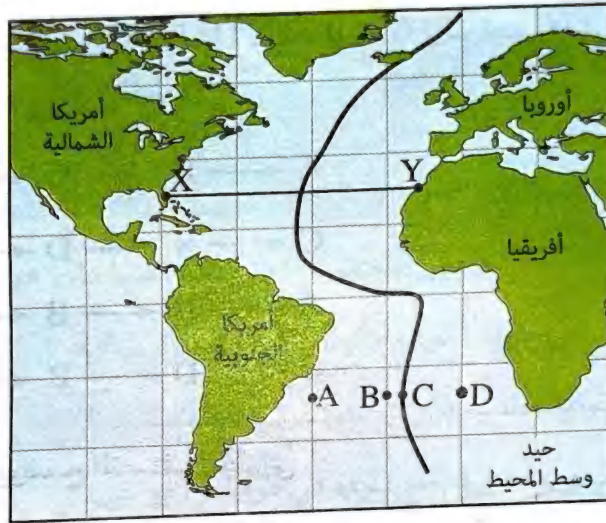 أمريكا
الشمالية
أوروبا
X
Y
أفريقيا
أمريكا
الجنوبية
A
B
C
D
حيد
وسط المحيط